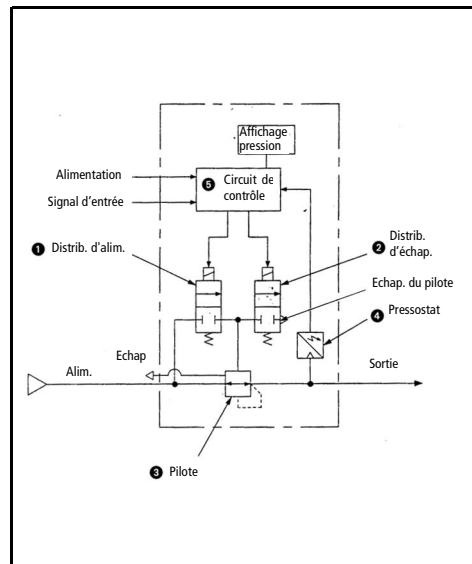 Affichage
pression
Alimentation
❺ Circuit de
contrôle
Signal d'entrée
❶ Distrib. d'alim.
❷ Distrib.
d'échap.
Echap. du pilote
❹ Pressostat
Echap
Alim.
Sortie
❸ Pilote